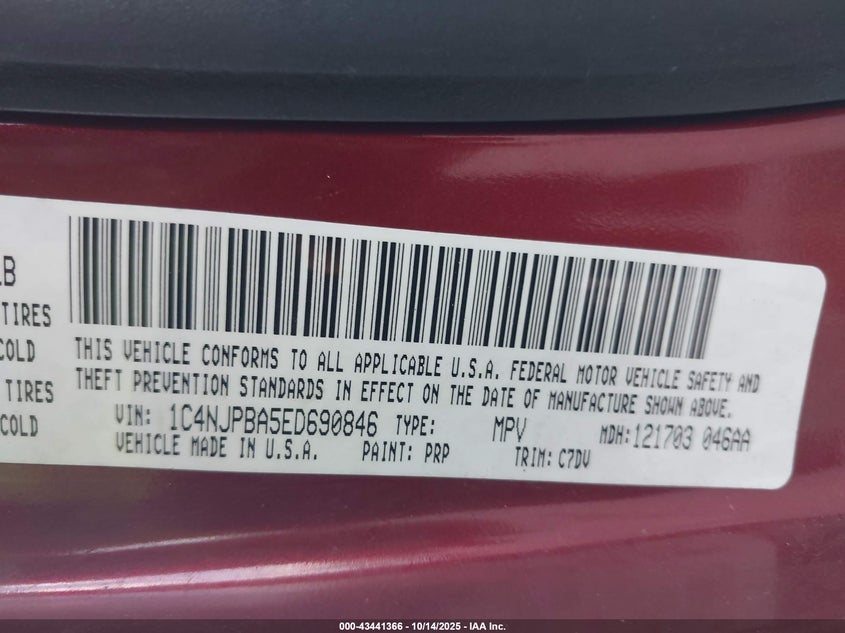 LB
TIRES
COLD
TIRES
COLD
THIS VEHICLE CONFORMS TO ALL APPLICABLE U.S.A. FEDERAL MOTOR VEHICLE SAFETY AND
THEFT PREVENTION STANDARDS IN EFFECT ON THE DATE OF MANUFACTURE SHOWN ABOVE.
VIN: 1C4NJPBA5ED690846 TYPE: MPV MDH:121703 046AA
VEHICLE MADE IN U.S.A. PAINT: PRP TRIM: C7DV
000-43441366 - 10/14/2025 - IAA Inc.